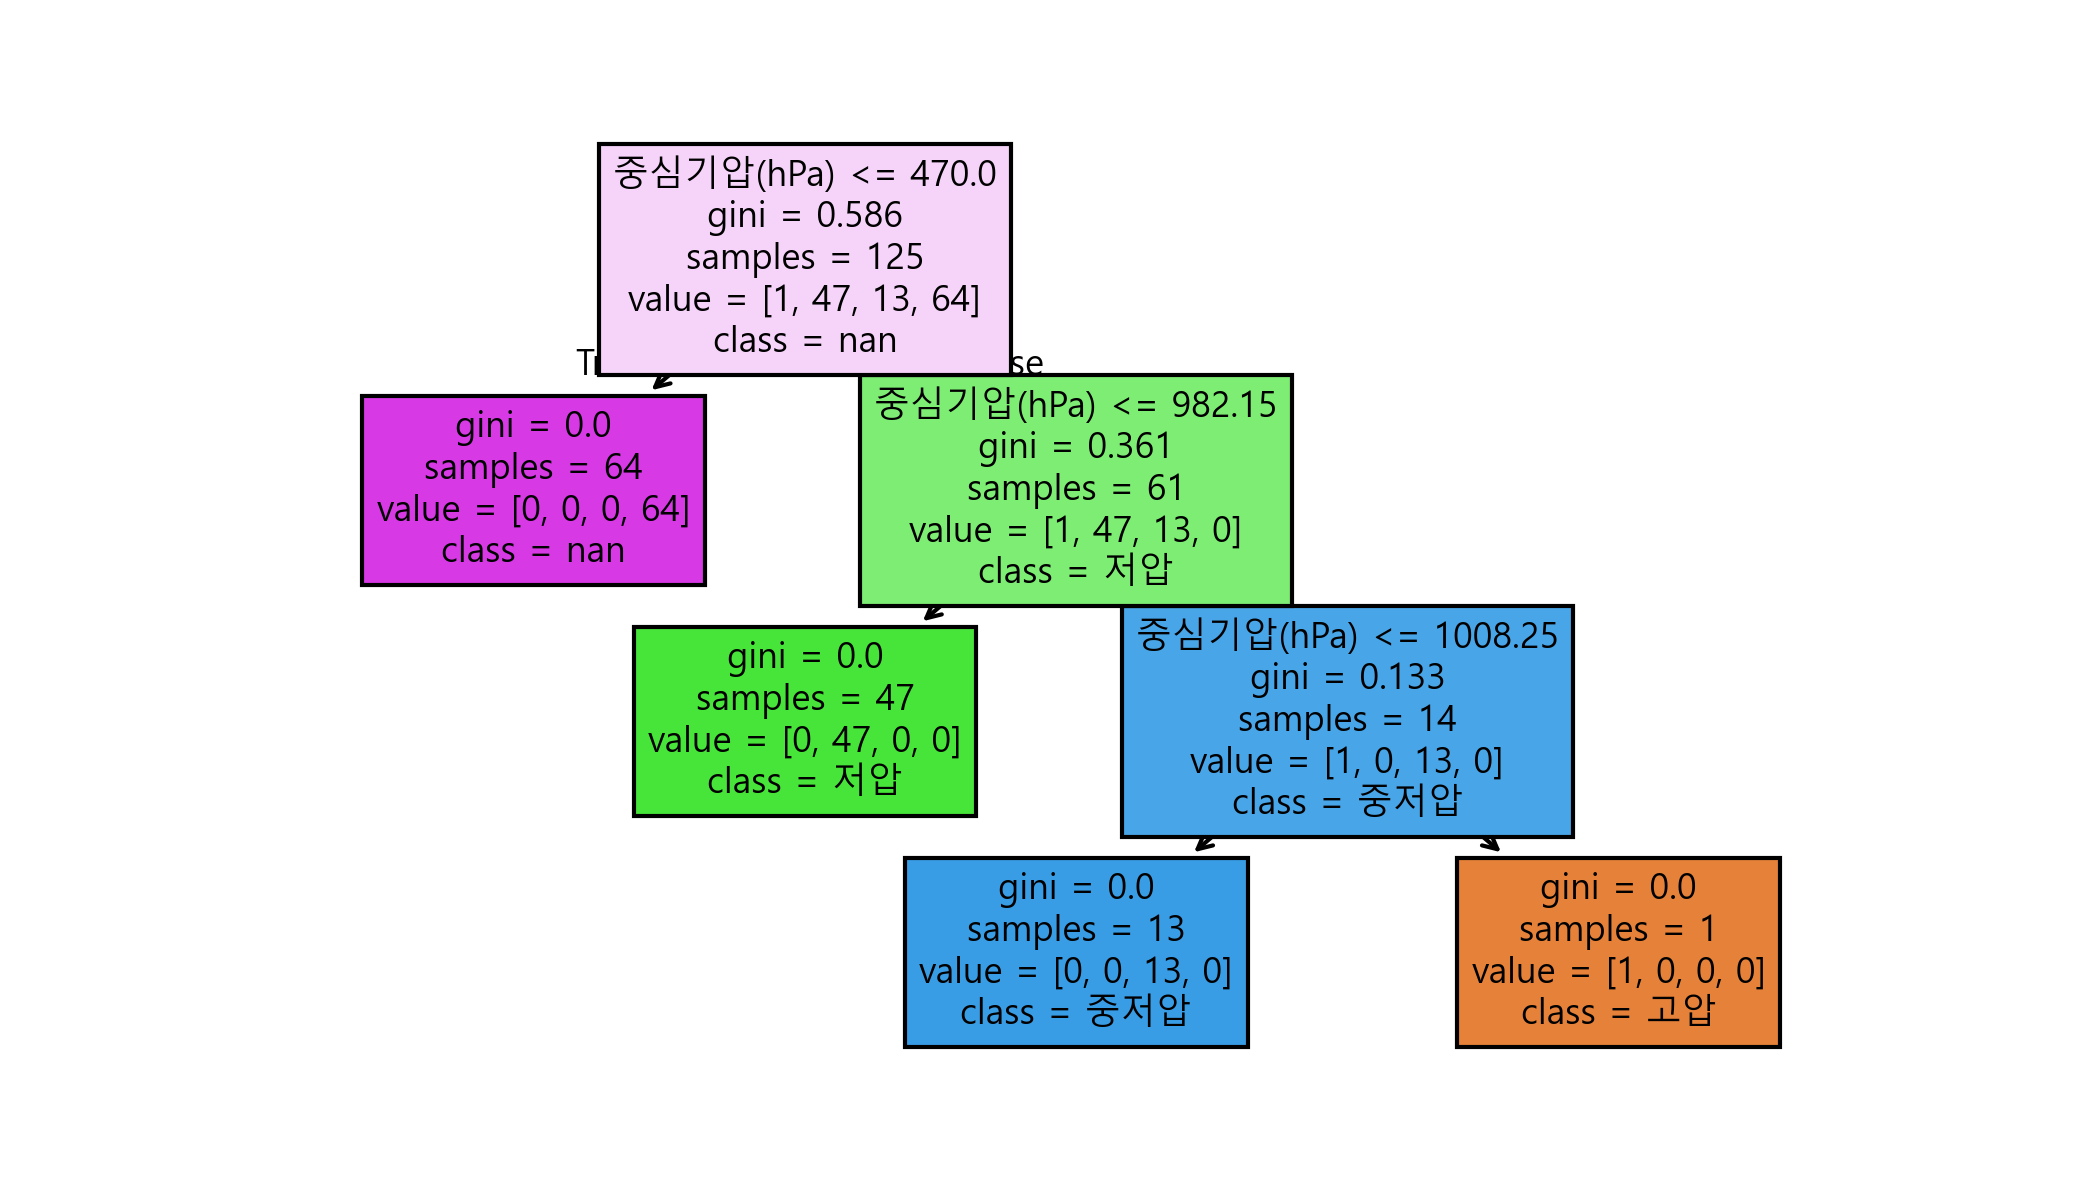 중심기압(hPa) <= 470.0
gini = 0.586
samples = 125
value = [1, 47, 13, 64]
class = nan
gini = 0.0
samples = 64
value = [0, 0, 0, 64]
class = nan
중심기압(hPa) <= 982.15
gini = 0.361
samples = 61
value = [1, 47, 13, 0]
class = 저압
gini = 0.0
samples = 47
value = [0, 47, 0, 0]
class = 저압
중심기압(hPa) <= 1008.25
gini = 0.133
samples = 14
value = [1, 0, 13, 0]
class = 중저압
gini = 0.0
samples = 13
value = [0, 0, 13, 0]
class = 중저압
gini = 0.0
samples = 1
value = [1, 0, 0, 0]
class = 고압